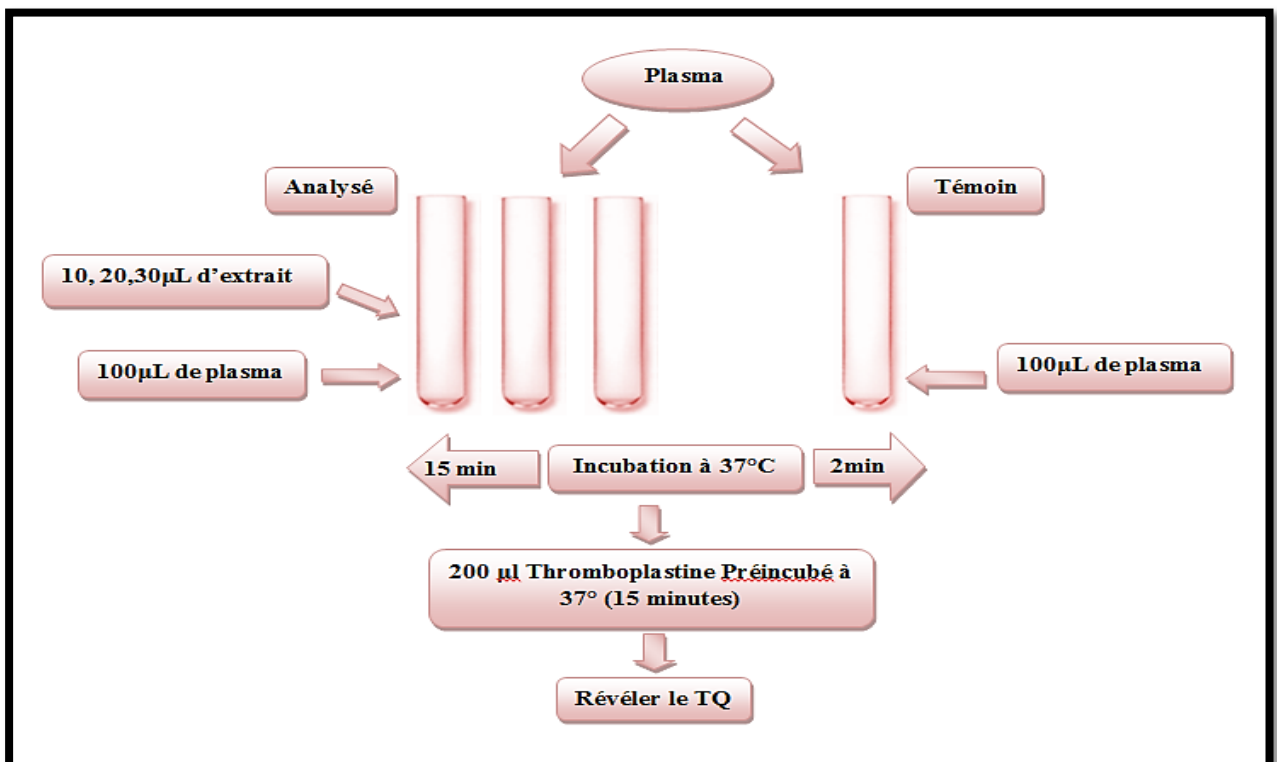 Plasma
Analysé
Témoin
10, 20,30µL d’extrait
100µL de plasma
100µL de plasma
15 min
Incubation à 37°C
2min
200 µl Thromboplastine Préincubé à
37° (15 minutes)
Révéler le TQ